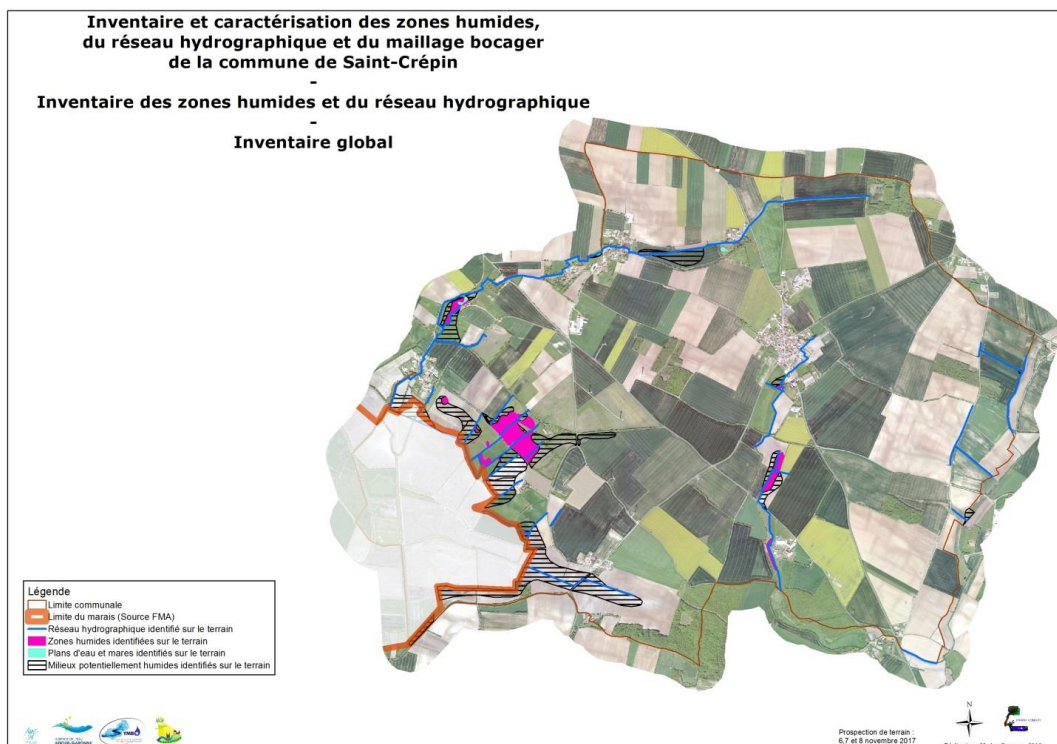 Inventaire et caractérisation des zones humides,
du réseau hydrographique et du maillage bocager
de la commune de Saint-Crépin
-
Inventaire des zones humides et du réseau hydrographique
-
Inventaire global
Légende
Limite communale
Limite du marais (Source FMA)
Réseau hydrographique identifié sur le terrain
Zones humides identifiées sur le terrain
Plans d'eau et mares identifiés sur le terrain
Milieux potentiellement humides identifiés sur le terrain
N
Prospection de terrain :
6,7 et 8 novembre 2017